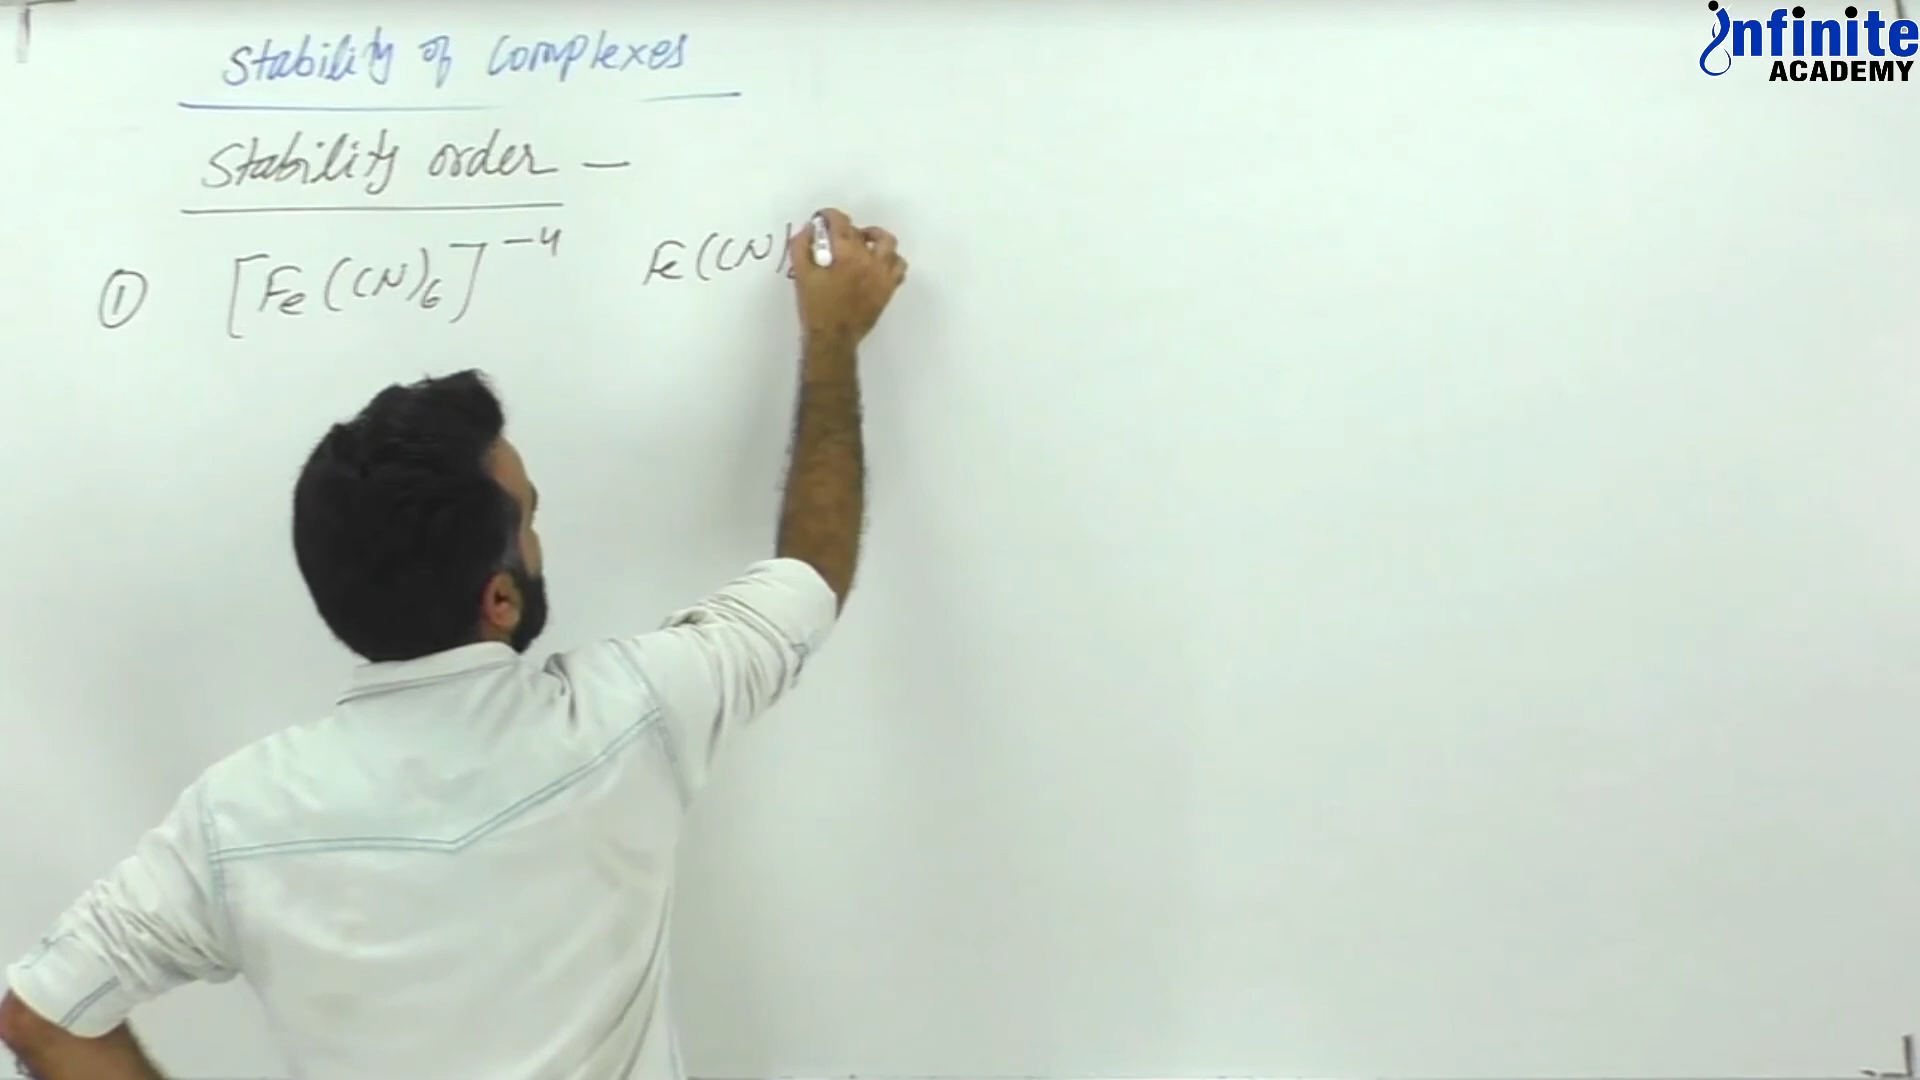 infinite
ACADEMY
Stability of Complexes
Stability order —
① [Fe(CN)6]-4 Fe(CN)